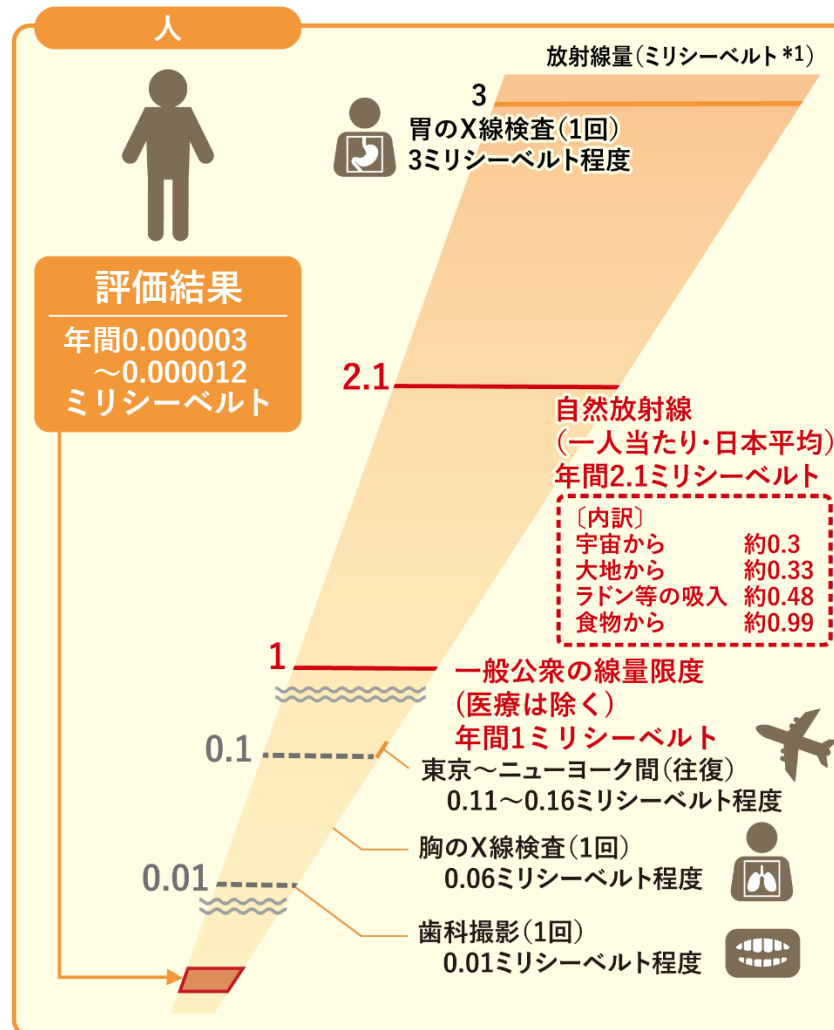 人
放射線量(ミリシーベルト*1)
3
胃のX線検査(1回)
3ミリシーベルト程度
評価結果
年間0.000003
～0.000012
ミリシーベルト
2.1
自然放射線
(一人当たり・日本平均)
年間2.1ミリシーベルト
〔内訳〕
宇宙から 約0.3
大地から 約0.33
ラドン等の吸入 約0.48
食物から 約0.99
1
一般公衆の線量限度
(医療は除く)
年間1ミリシーベルト
0.1
東京～ニューヨーク間(往復)
0.11～0.16ミリシーベルト程度
胸のX線検査(1回)
0.06ミリシーベルト程度
0.01
歯科撮影(1回)
0.01ミリシーベルト程度